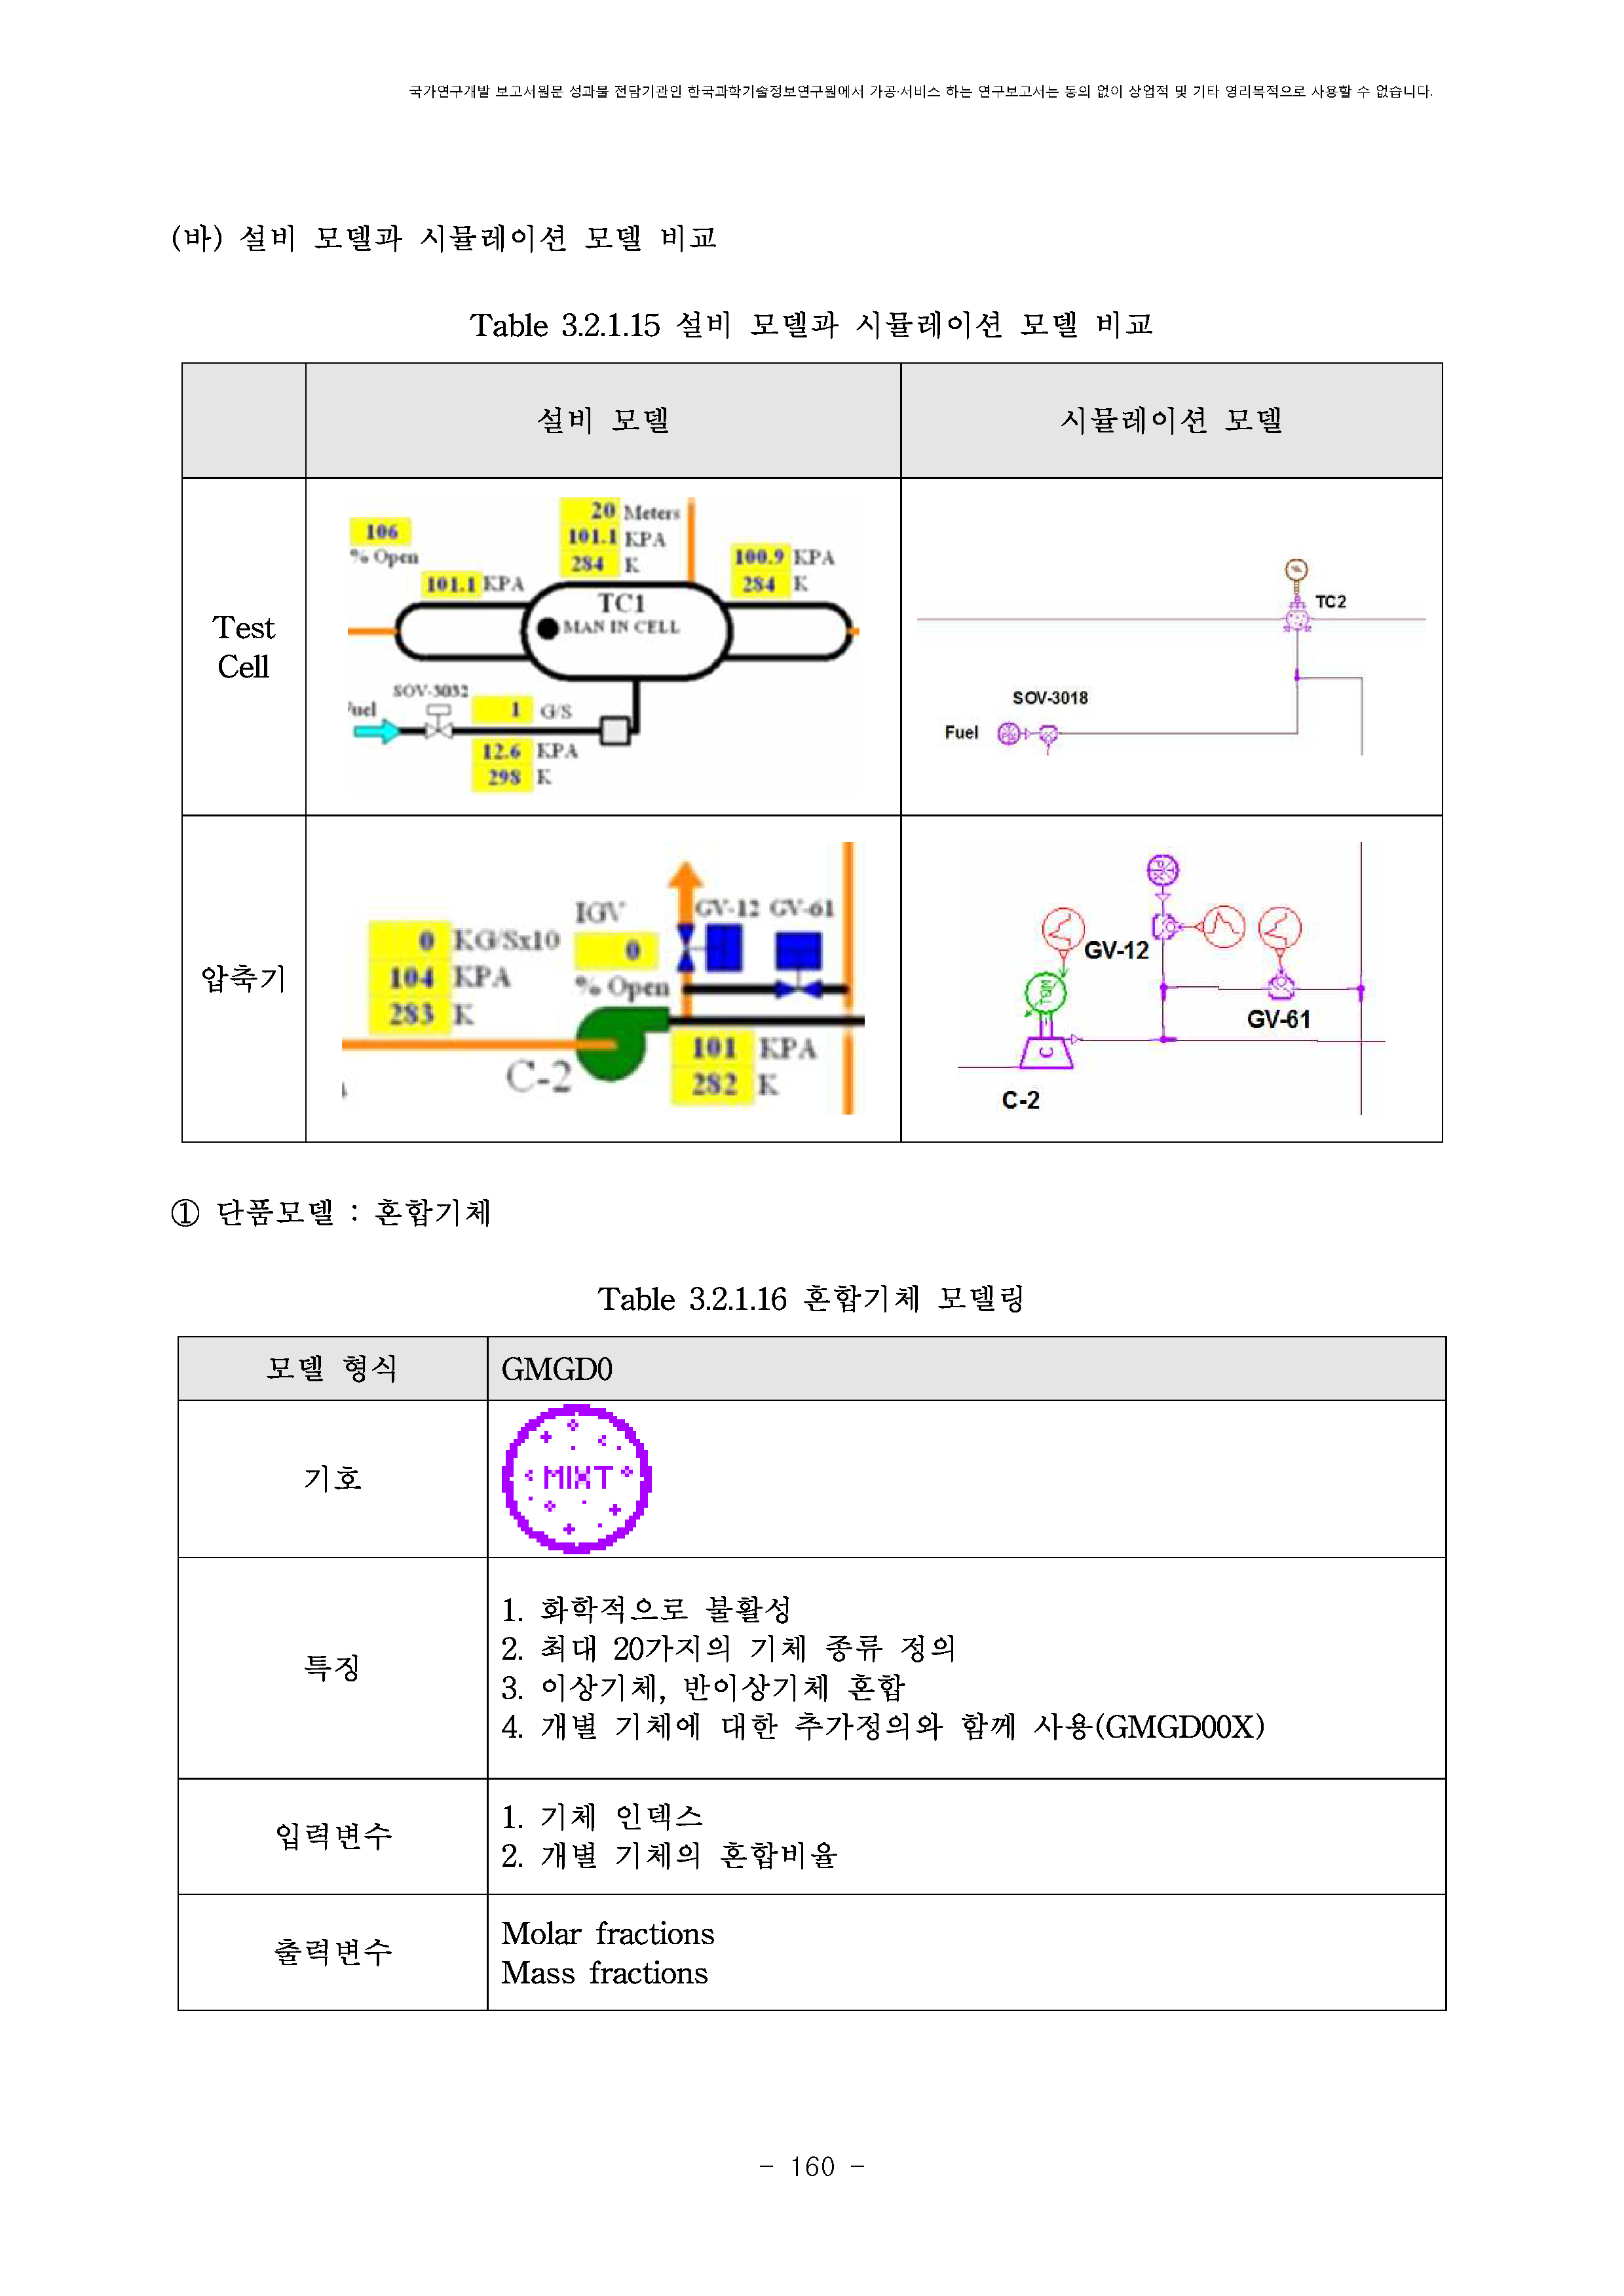 국가연구개발 보고서원문 성과물 전담기관인 한국과학기술정보연구원에서 가공·서비스 하는 연구보고서는 동의 없이 상업적 및 기타 영리목적으로 사용할 수 없습니다.
(바) 설비 모델과 시뮬레이션 모델 비교
Table 3.2.1.15 설비 모델과 시뮬레이션 모델 비교
설비 모델
시뮬레이션 모델
Test
Cell
106
% Open
20 Meters
101.1 KPA
284 K
101.1 KPA
100.9 KPA
284 K
TC1
MAN IN CELL
SOV-3032
1 G/S
12.6 KPA
298 K
TC2
SOV-3018
Fuel
압축기
0 KG/Sx10
104 KPA
283 K
IGV
0
% Open
GV-12 GV-61
C-2
101 KPA
282 K
GV-12
GV-61
C
C-2
① 단품모델 : 혼합기체
Table 3.2.1.16 혼합기체 모델링
모델 형식
GMGD0
기호
MIXT
특징
1. 화학적으로 불활성
2. 최대 20가지의 기체 종류 정의
3. 이상기체, 반이상기체 혼합
4. 개별 기체에 대한 추가정의와 함께 사용(GMGD00X)
입력변수
1. 기체 인덱스
2. 개별 기체의 혼합비율
출력변수
Molar fractions
Mass fractions
- 160 -